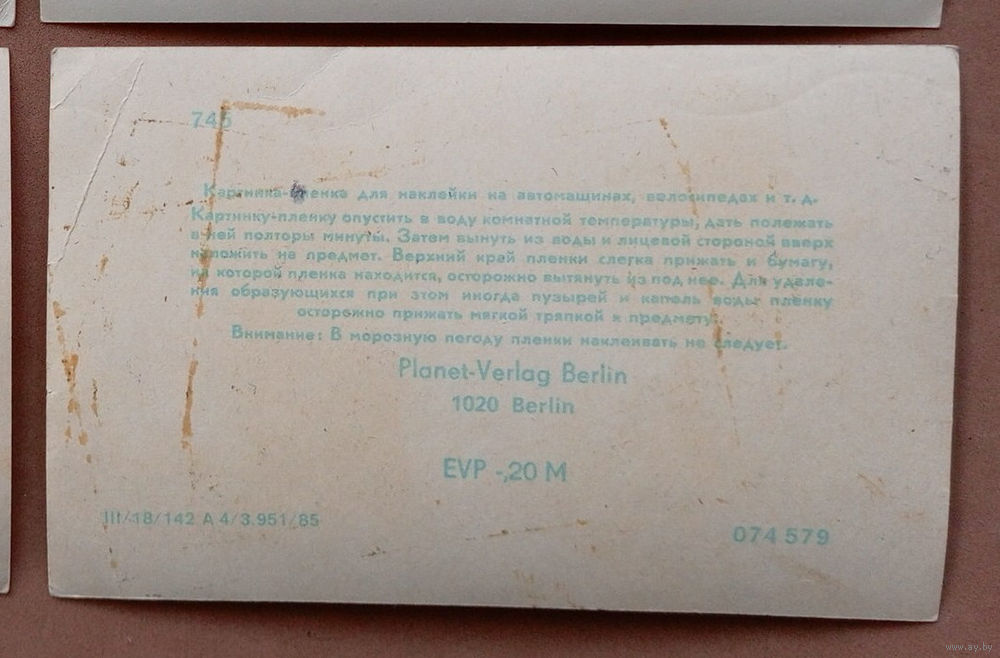 745
Картинка-пленка для наклейки на автомашинах, велосипедах и т. д.
Картинку-пленку опустить в воду комнатной температуры, дать полежать
в ней полторы минуты. Затем вынуть из воды и лицевой стороной вверх
наложить на предмет. Верхний край пленки слегка прижать и бумагу,
на которой пленка находится, осторожно вытянуть из под нее. Для удале-
ния образующихся при этом иногда пузырей и капель воды пленку
осторожно прижать мягкой тряпкой к предмету.
Внимание: В морозную погоду пленки наклеивать не следует.
Planet-Verlag Berlin
1020 Berlin
EVP -,20 M
III/18/142 A 4/3.951/85
074 579
www.ay.by